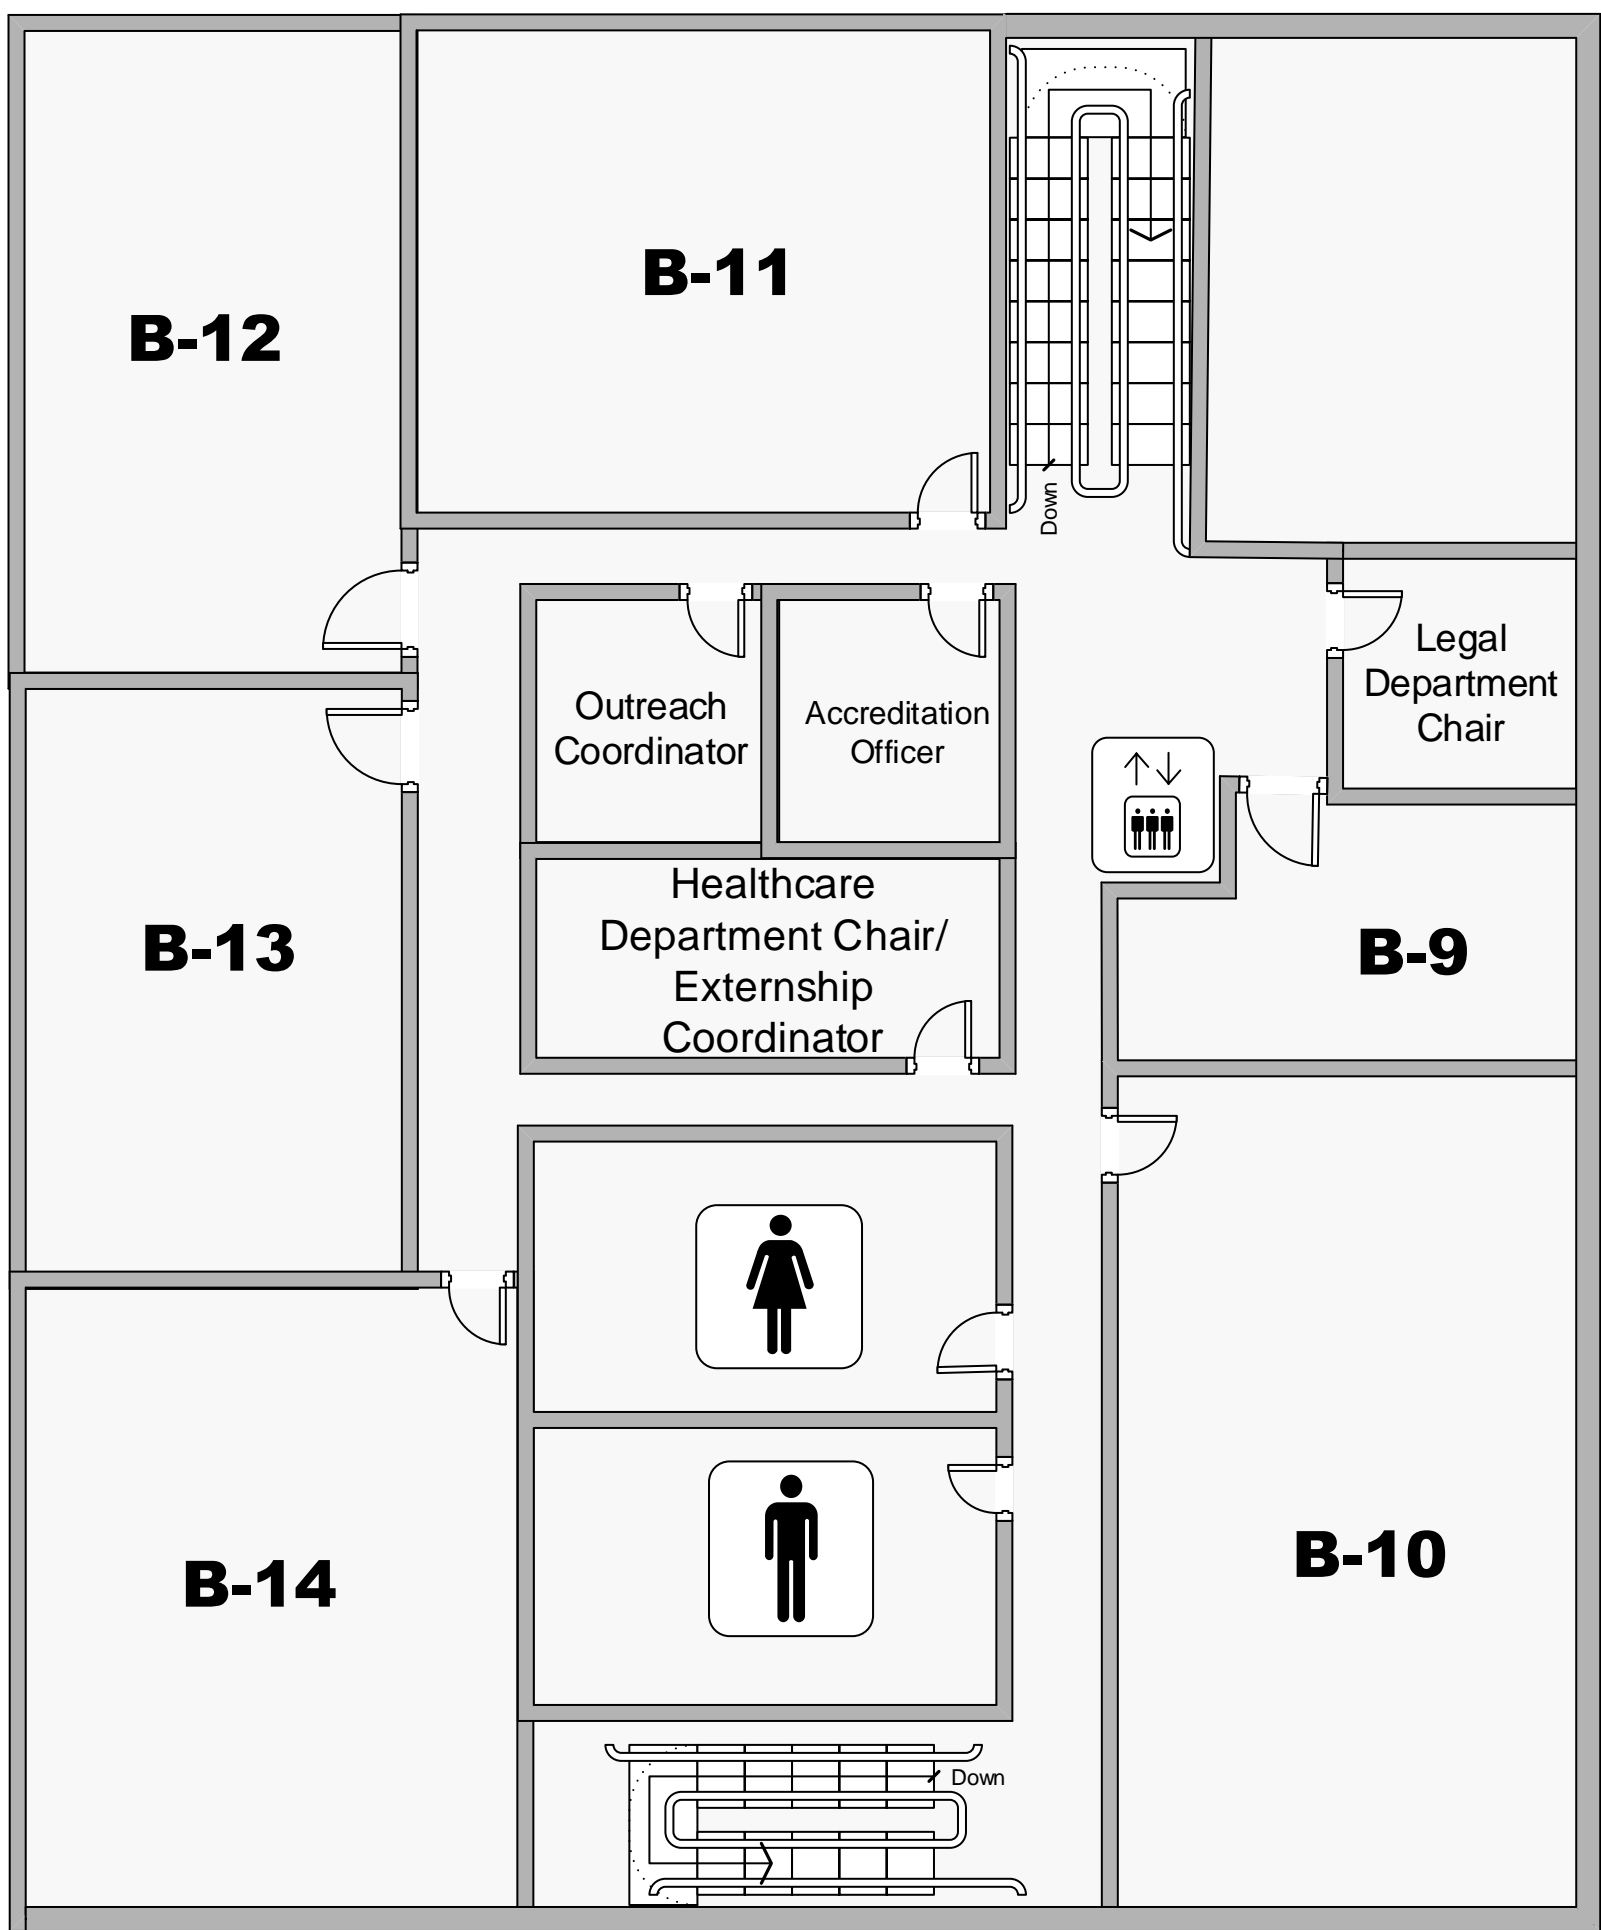 B-11
B-12
Down
Legal
Department
Chair
Outreach
Coordinator
Accreditation
Officer
Healthcare
Department Chair/
Externship
Coordinator
B-13
B-9
B-14
B-10
Down